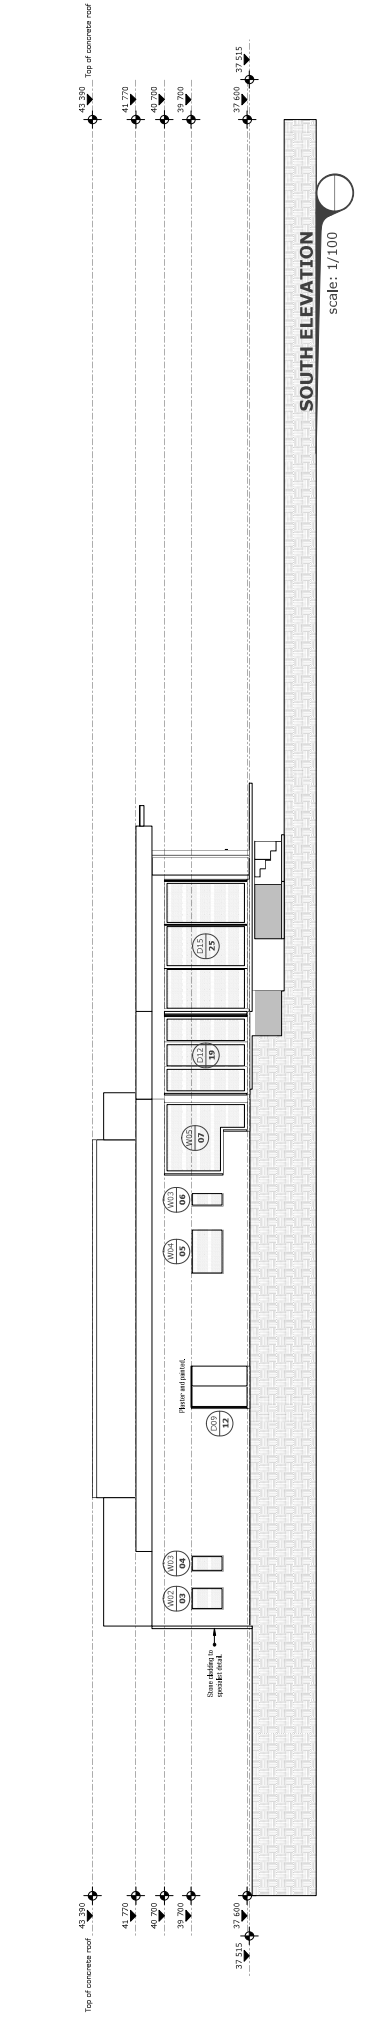 Top of concrete roof
43 390
41 770
40 700
39 700
37 600
37 515
Stone cladding to
specialist detail.
W02
03
W03
04
D09
12
Plaster and painted.
W04
05
W03
06
W05
07
D12
19
D15
25
Top of concrete roof
43 390
41 770
40 700
39 700
37 600
37 515
SOUTH ELEVATION
scale: 1/100